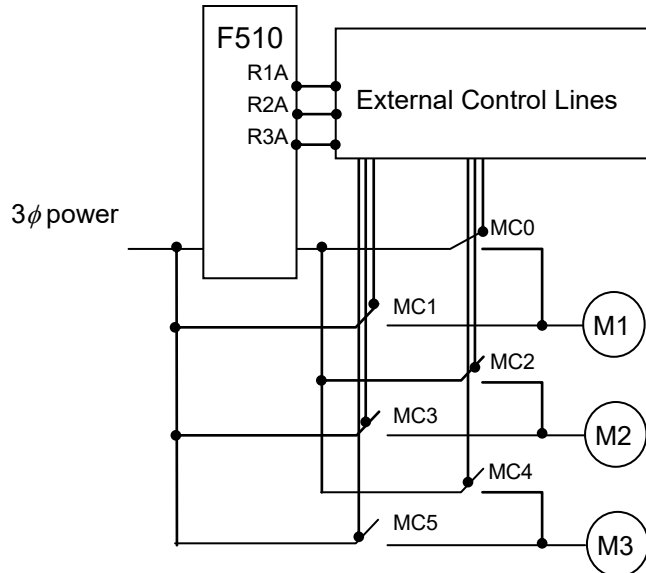 F510
R1A
R2A
R3A
External Control Lines
3ϕ power
MC0
MC1
M1
MC2
MC3
M2
MC4
MC5
M3